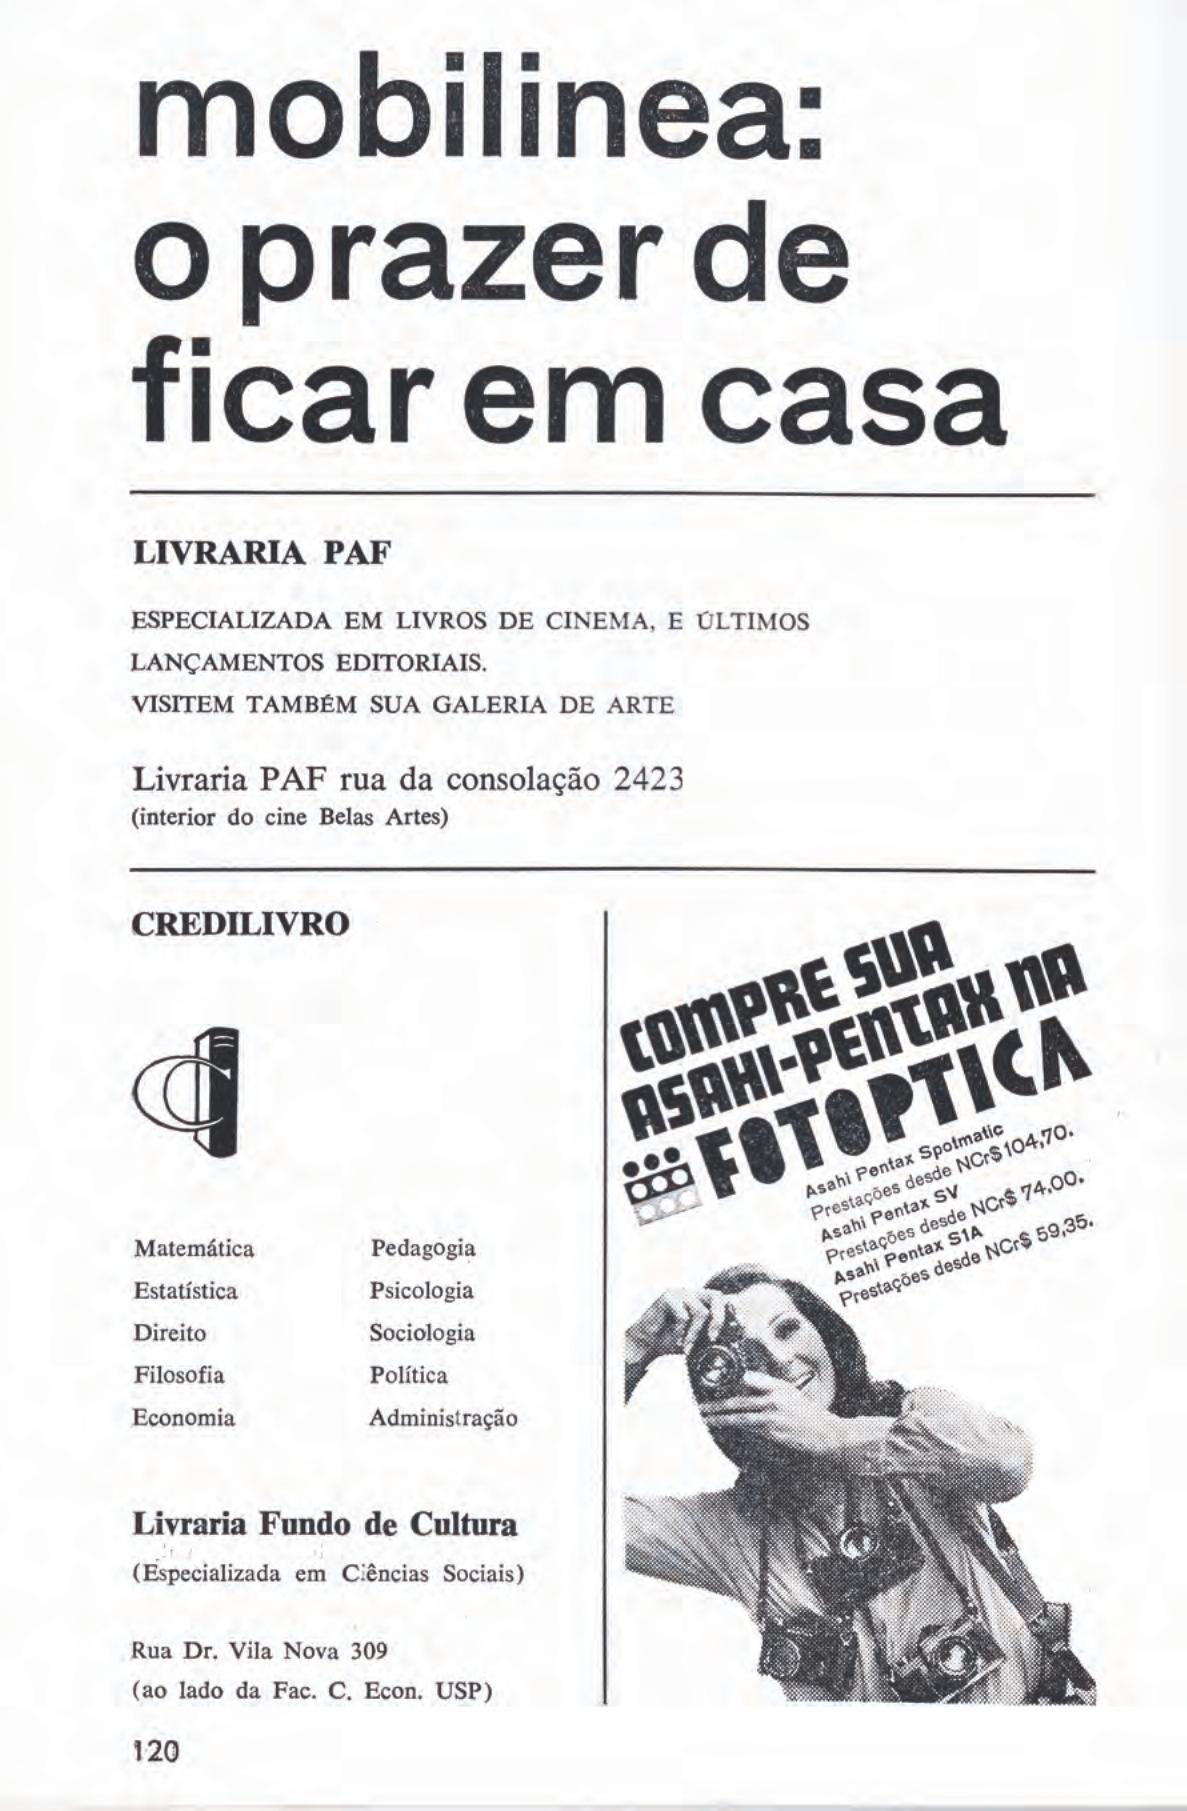 mobilinea:
o prazer de
ficar em casa
LIVRARIA PAF
ESPECIALIZADA EM LIVROS DE CINEMA, E ÚLTIMOS
LANÇAMENTOS EDITORIAIS.
VISITEM TAMBÉM SUA GALERIA DE ARTE
Livraria PAF rua da consolação 2423
(interior do cine Belas Artes)
CREDILIVRO
Matemática
Estatística
Direito
Filosofia
Economia
Pedagogia
Psicologia
Sociologia
Política
Administração
Livraria Fundo de Cultura
(Especializada em Ciências Sociais)
Rua Dr. Vila Nova 309
(ao lado da Fac. C. Econ. USP)
COMPRE SUA
ASAHI-PENTAX NA
FOTOPTICA
Asahi Pentax Spotmatic
Prestações desde NCr$ 104,70.
Asahi Pentax SV
Prestações desde NCr$ 74,00.
Asahi Pentax S1A
Prestações desde NCr$ 59,35.
120